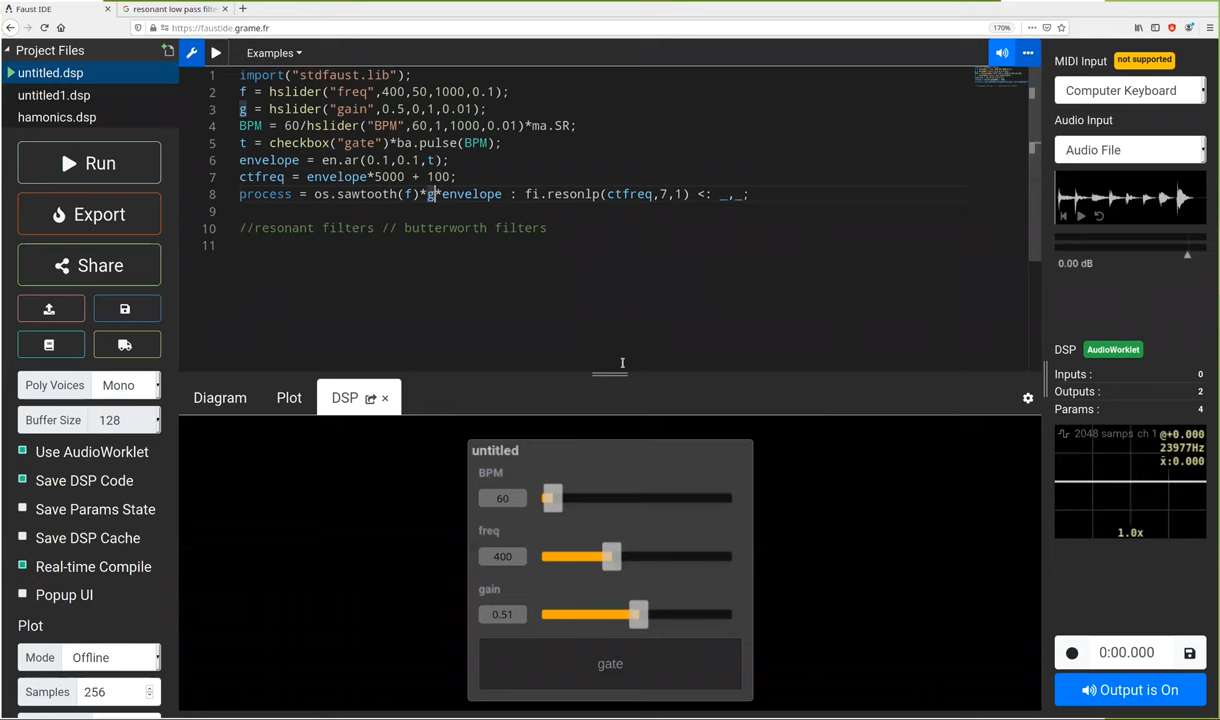 Faust IDE
resonant low pass filte
https://faustide.grame.fr
170%
Project Files
untitled.dsp
untitled1.dsp
hamonics.dsp
Run
Export
Share
Poly Voices
Mono
Buffer Size
128
Use AudioWorklet
Save DSP Code
Save Params State
Save DSP Cache
Real-time Compile
Popup UI
Plot
Mode
Offline
Samples
256
Examples
1 import("stdfaust.lib");
2 f = hslider("freq",400,50,1000,0.1);
3 g = hslider("gain",0.5,0,1,0.01);
4 BPM = 60/hslider("BPM",60,1,1000,0.01)*ma.SR;
5 t = checkbox("gate")*ba.pulse(BPM);
6 envelope = en.ar(0.1,0.1,t);
7 ctfreq = envelope*5000 + 100;
8 process = os.sawtooth(f)*g*envelope : fi.resonlp(ctfreq,7,1) <: _,_;
9
10 //resonant filters // butterworth filters
11
Diagram
Plot
DSP
untitled
BPM
60
freq
400
gain
0.51
gate
MIDI Input
not supported
Computer Keyboard
Audio Input
Audio File
0.00 dB
DSP
AudioWorklet
Inputs :
0
Outputs :
2
Params :
4
2048 samps ch 1
@+0.000
23977Hz
x̄:0.000
1.0x
0:00.000
Output is On